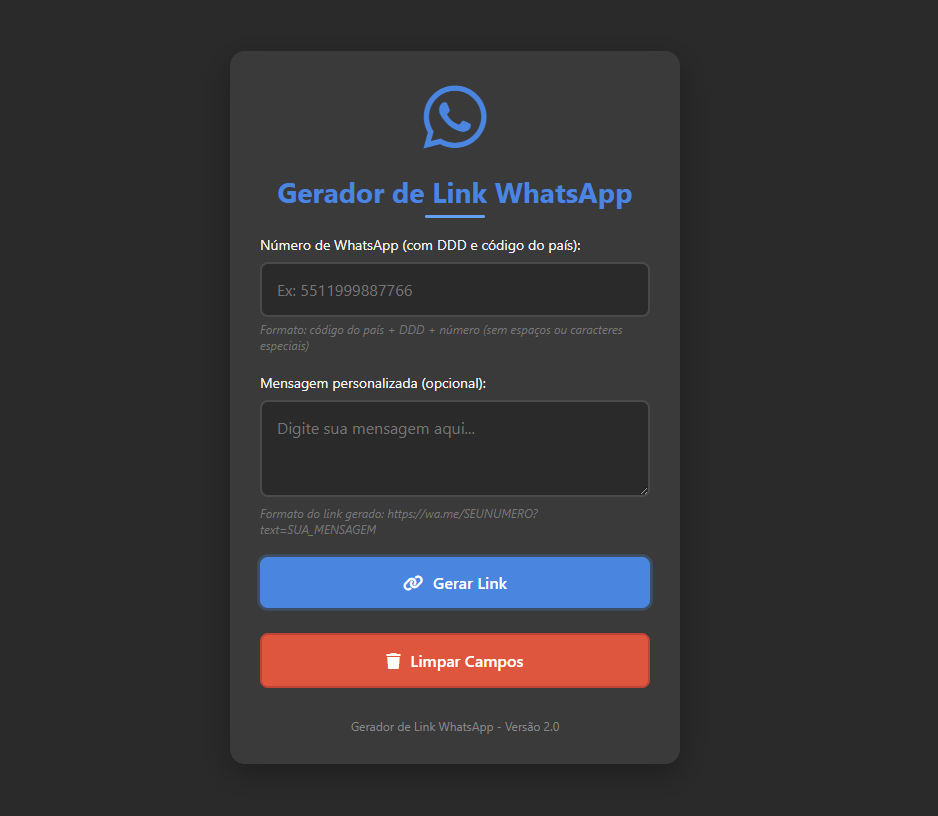 Gerador de Link WhatsApp
Número de WhatsApp (com DDD e código do país):
Ex: 5511999887766
Formato: código do país + DDD + número (sem espaços ou caracteres
especiais)
Mensagem personalizada (opcional):
Digite sua mensagem aqui...
Formato do link gerado: https://wa.me/SEUNUMERO?
text=SUA_MENSAGEM
Gerar Link
Limpar Campos
Gerador de Link WhatsApp - Versão 2.0